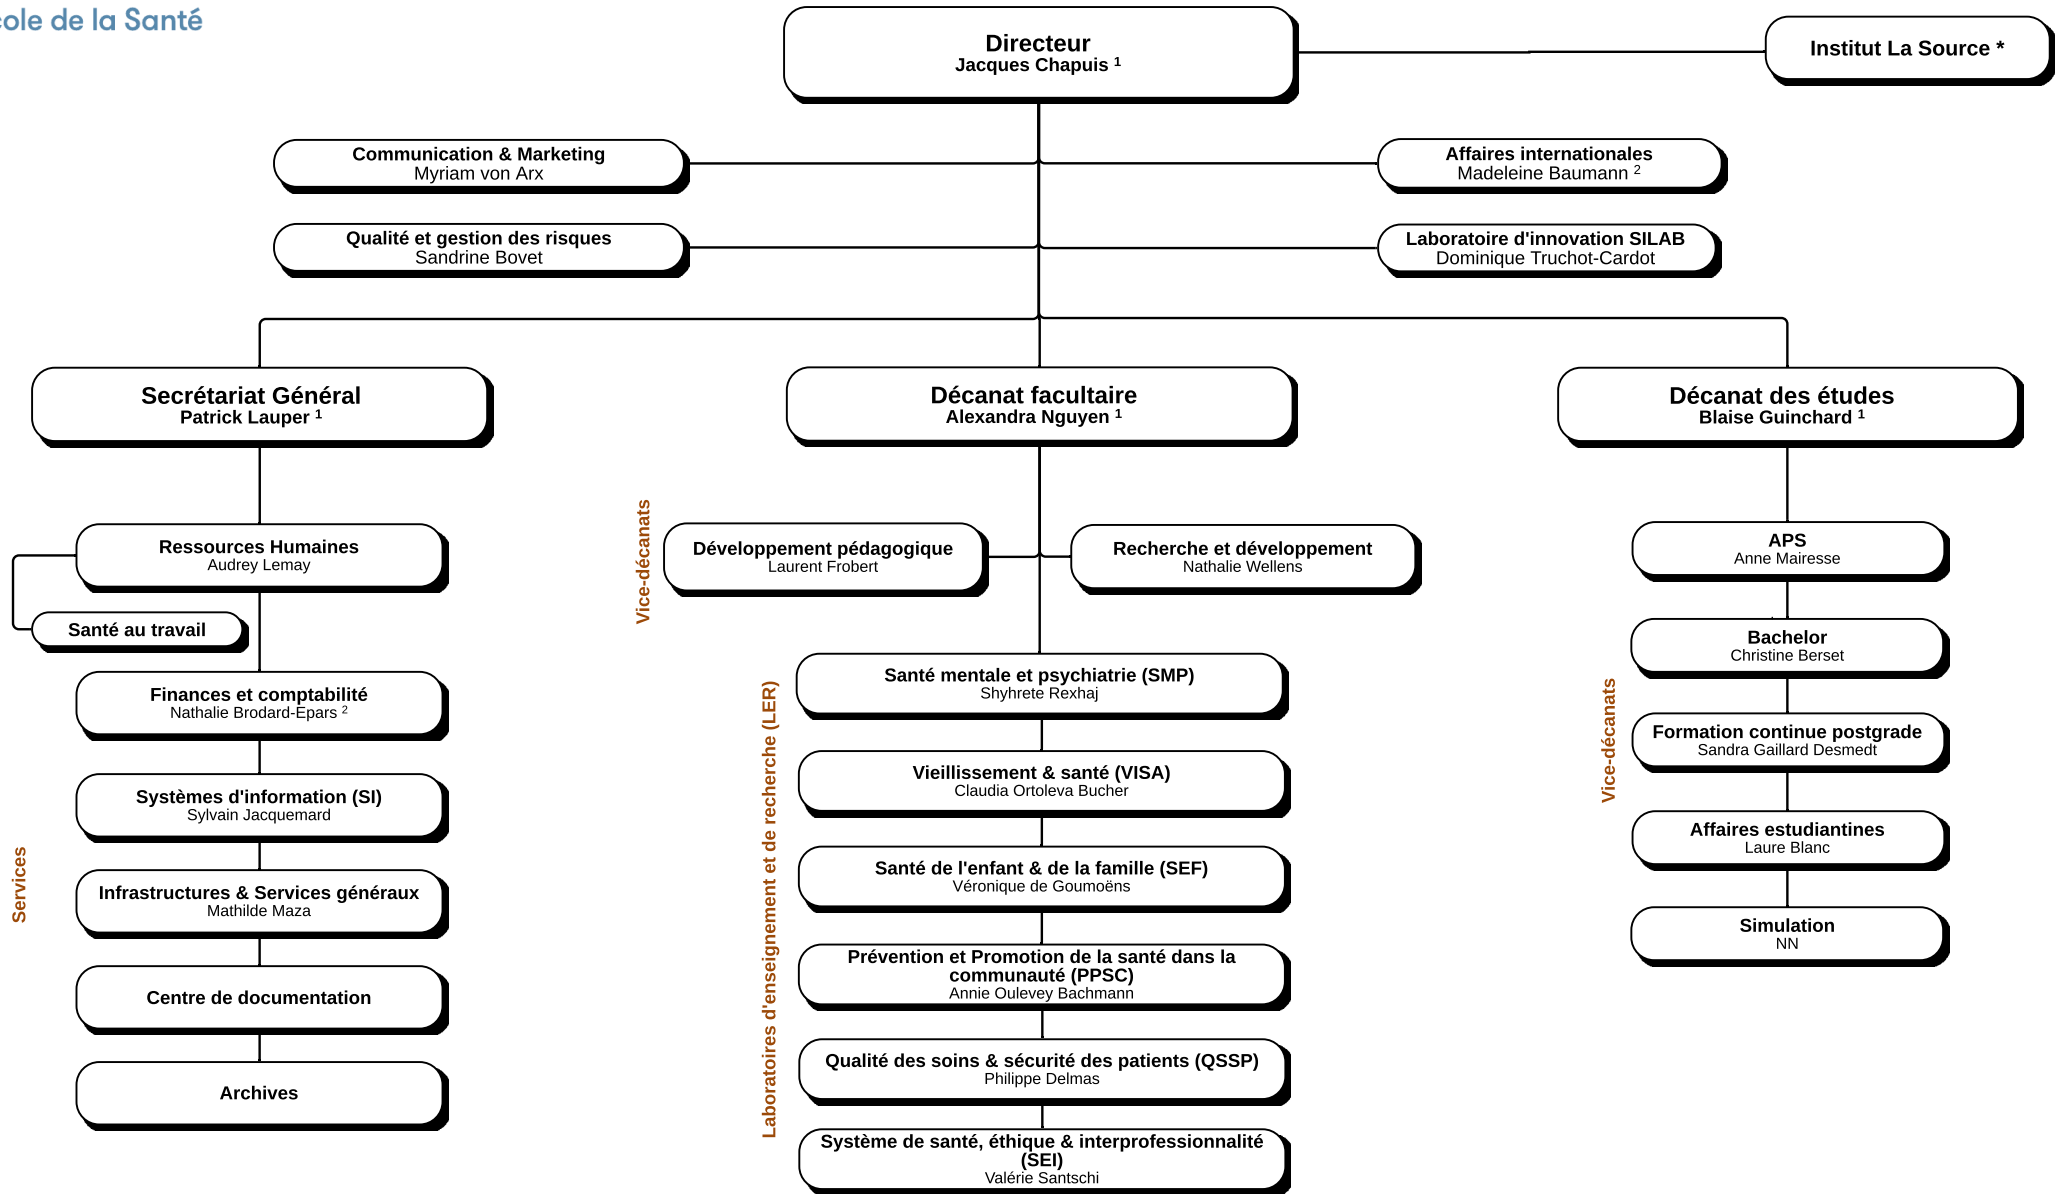 cole de la Santé
Directeur
Jacques Chapuis ¹
Institut La Source *
Communication & Marketing
Myriam von Arx
Affaires internationales
Madeleine Baumann ²
Qualité et gestion des risques
Sandrine Bovet
Laboratoire d'innovation SILAB
Dominique Truchot-Cardot
Secrétariat Général
Patrick Lauper ¹
Décanat facultaire
Alexandra Nguyen ¹
Décanat des études
Blaise Guinchard ¹
Services
Ressources Humaines
Audrey Lemay
Santé au travail
Finances et comptabilité
Nathalie Brodard-Epars ²
Systèmes d'information (SI)
Sylvain Jacquemard
Infrastructures & Services généraux
Mathilde Maza
Centre de documentation
Archives
Vice-décanats
Développement pédagogique
Laurent Frobert
Recherche et développement
Nathalie Wellens
Laboratoires d'enseignement et de recherche (LER)
Santé mentale et psychiatrie (SMP)
Shyhrete Rexhaj
Vieillissement & santé (VISA)
Claudia Ortoleva Bucher
Santé de l'enfant & de la famille (SEF)
Véronique de Goumoëns
Prévention et Promotion de la santé dans la
communauté (PPSC)
Annie Oulevey Bachmann
Qualité des soins & sécurité des patients (QSSP)
Philippe Delmas
Système de santé, éthique & interprofessionnalité
(SEI)
Valérie Santschi
Vice-décanats
APS
Anne Mairesse
Bachelor
Christine Berset
Formation continue postgrade
Sandra Gaillard Desmedt
Affaires estudiantines
Laure Blanc
Simulation
NN